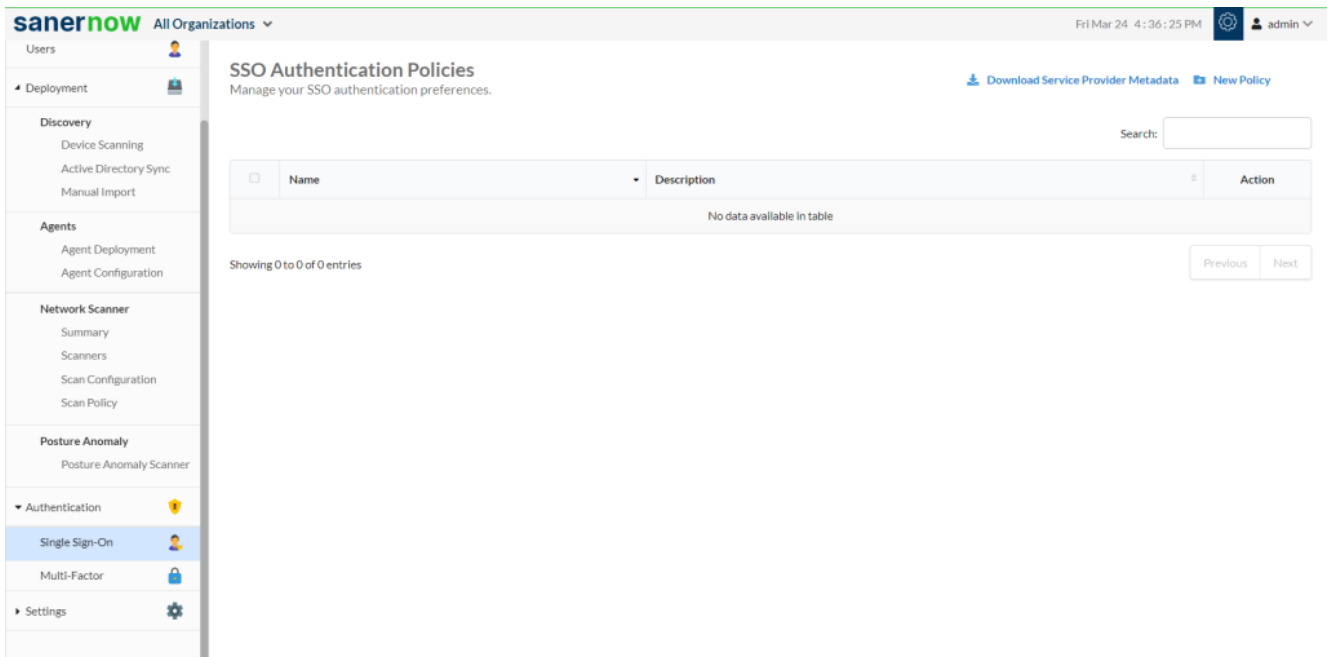 sanernow All Organizations Fri Mar 24 4:36:25 PM admin
Users
Deployment
Discovery
Device Scanning
Active Directory Sync
Manual Import
Agents
Agent Deployment
Agent Configuration
Network Scanner
Summary
Scanners
Scan Configuration
Scan Policy
Posture Anomaly
Posture Anomaly Scanner
Authentication
Single Sign-On
Multi-Factor
Settings
SSO Authentication Policies
Manage your SSO authentication preferences.
Download Service Provider Metadata New Policy
Search:
Name Description Action
No data available in table
Showing 0 to 0 of 0 entries
Previous Next